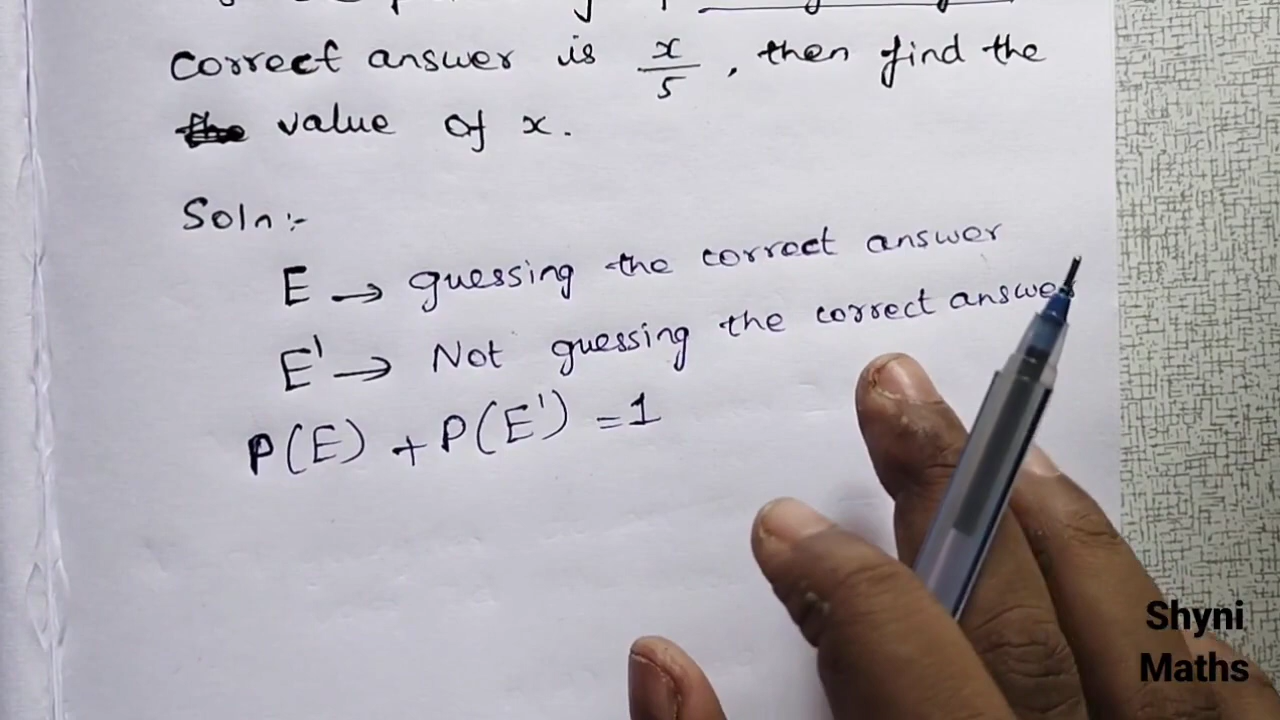 correct answer is x/5, then find the
value of x.
Soln:-
E → guessing the correct answer
E' → Not guessing the correct answer
P(E) + P(E') = 1
Shyni
Maths